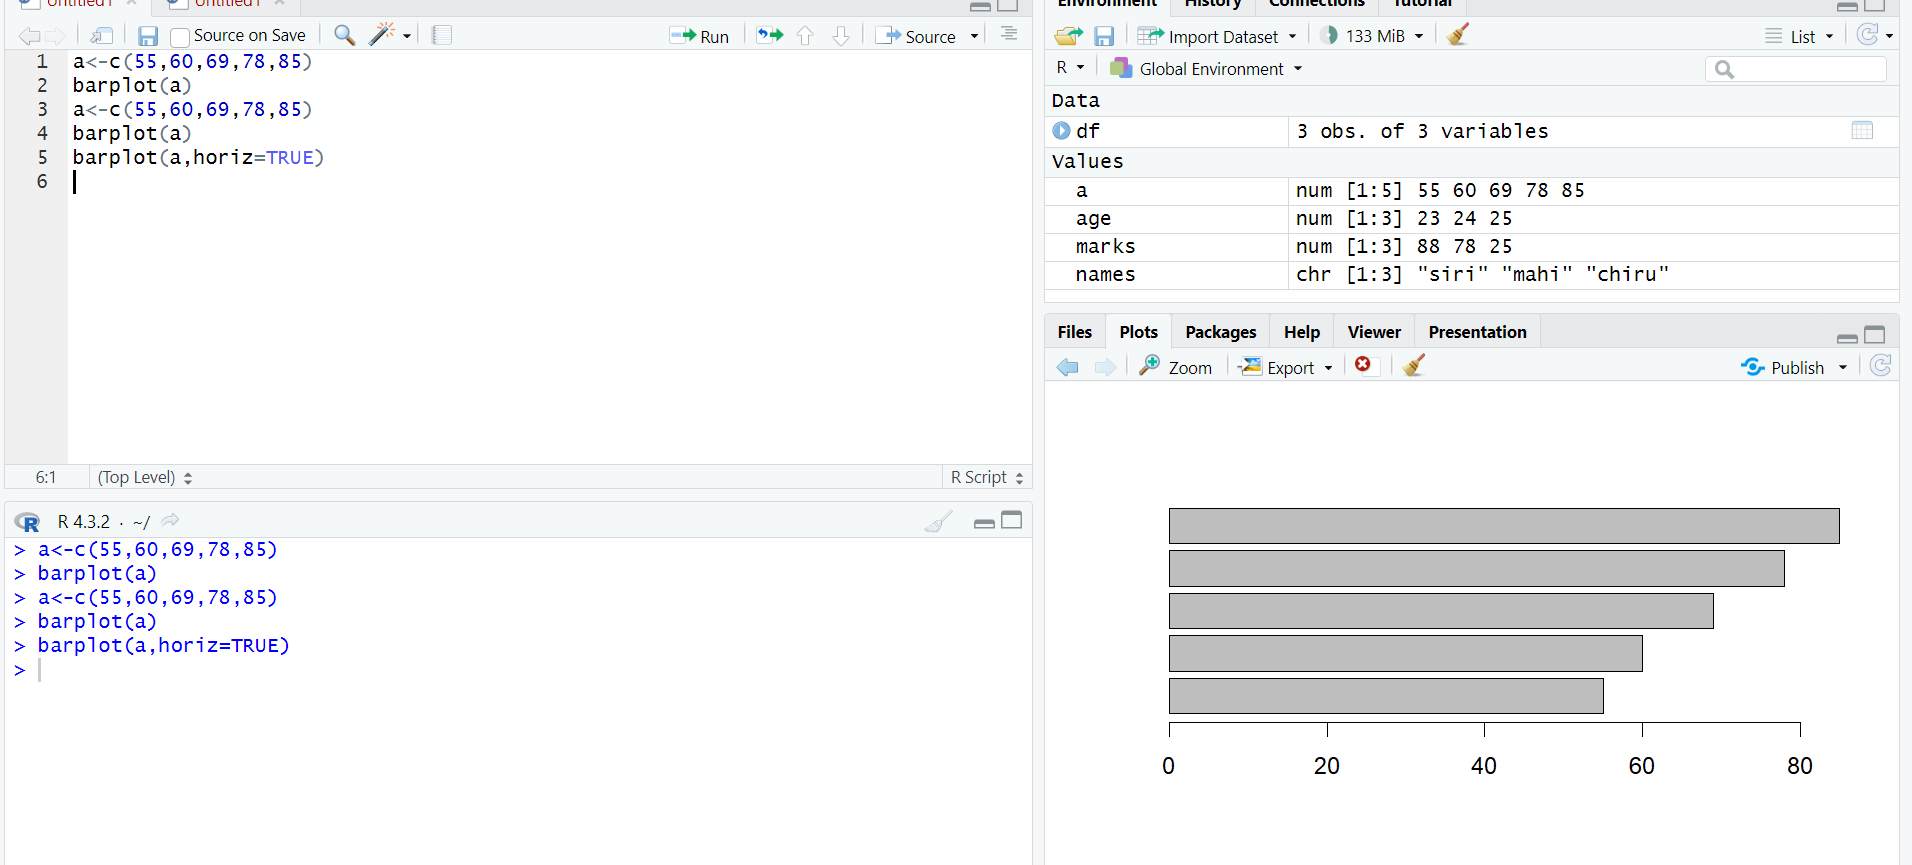 Untitled1 × Untitled1 ×
Source on Save Run Source
1 a<-c(55,60,69,78,85)
2 barplot(a)
3 a<-c(55,60,69,78,85)
4 barplot(a)
5 barplot(a,horiz=TRUE)
6
6:1 (Top Level) R Script
R R 4.3.2 · ~/
> a<-c(55,60,69,78,85)
> barplot(a)
> a<-c(55,60,69,78,85)
> barplot(a)
> barplot(a,horiz=TRUE)
>
Environment History Connections Tutorial
Import Dataset 133 MiB List
R Global Environment
Data
df 3 obs. of 3 variables
Values
a num [1:5] 55 60 69 78 85
age num [1:3] 23 24 25
marks num [1:3] 88 78 25
names chr [1:3] "siri" "mahi" "chiru"
Files Plots Packages Help Viewer Presentation
Zoom Export Publish
0 20 40 60 80